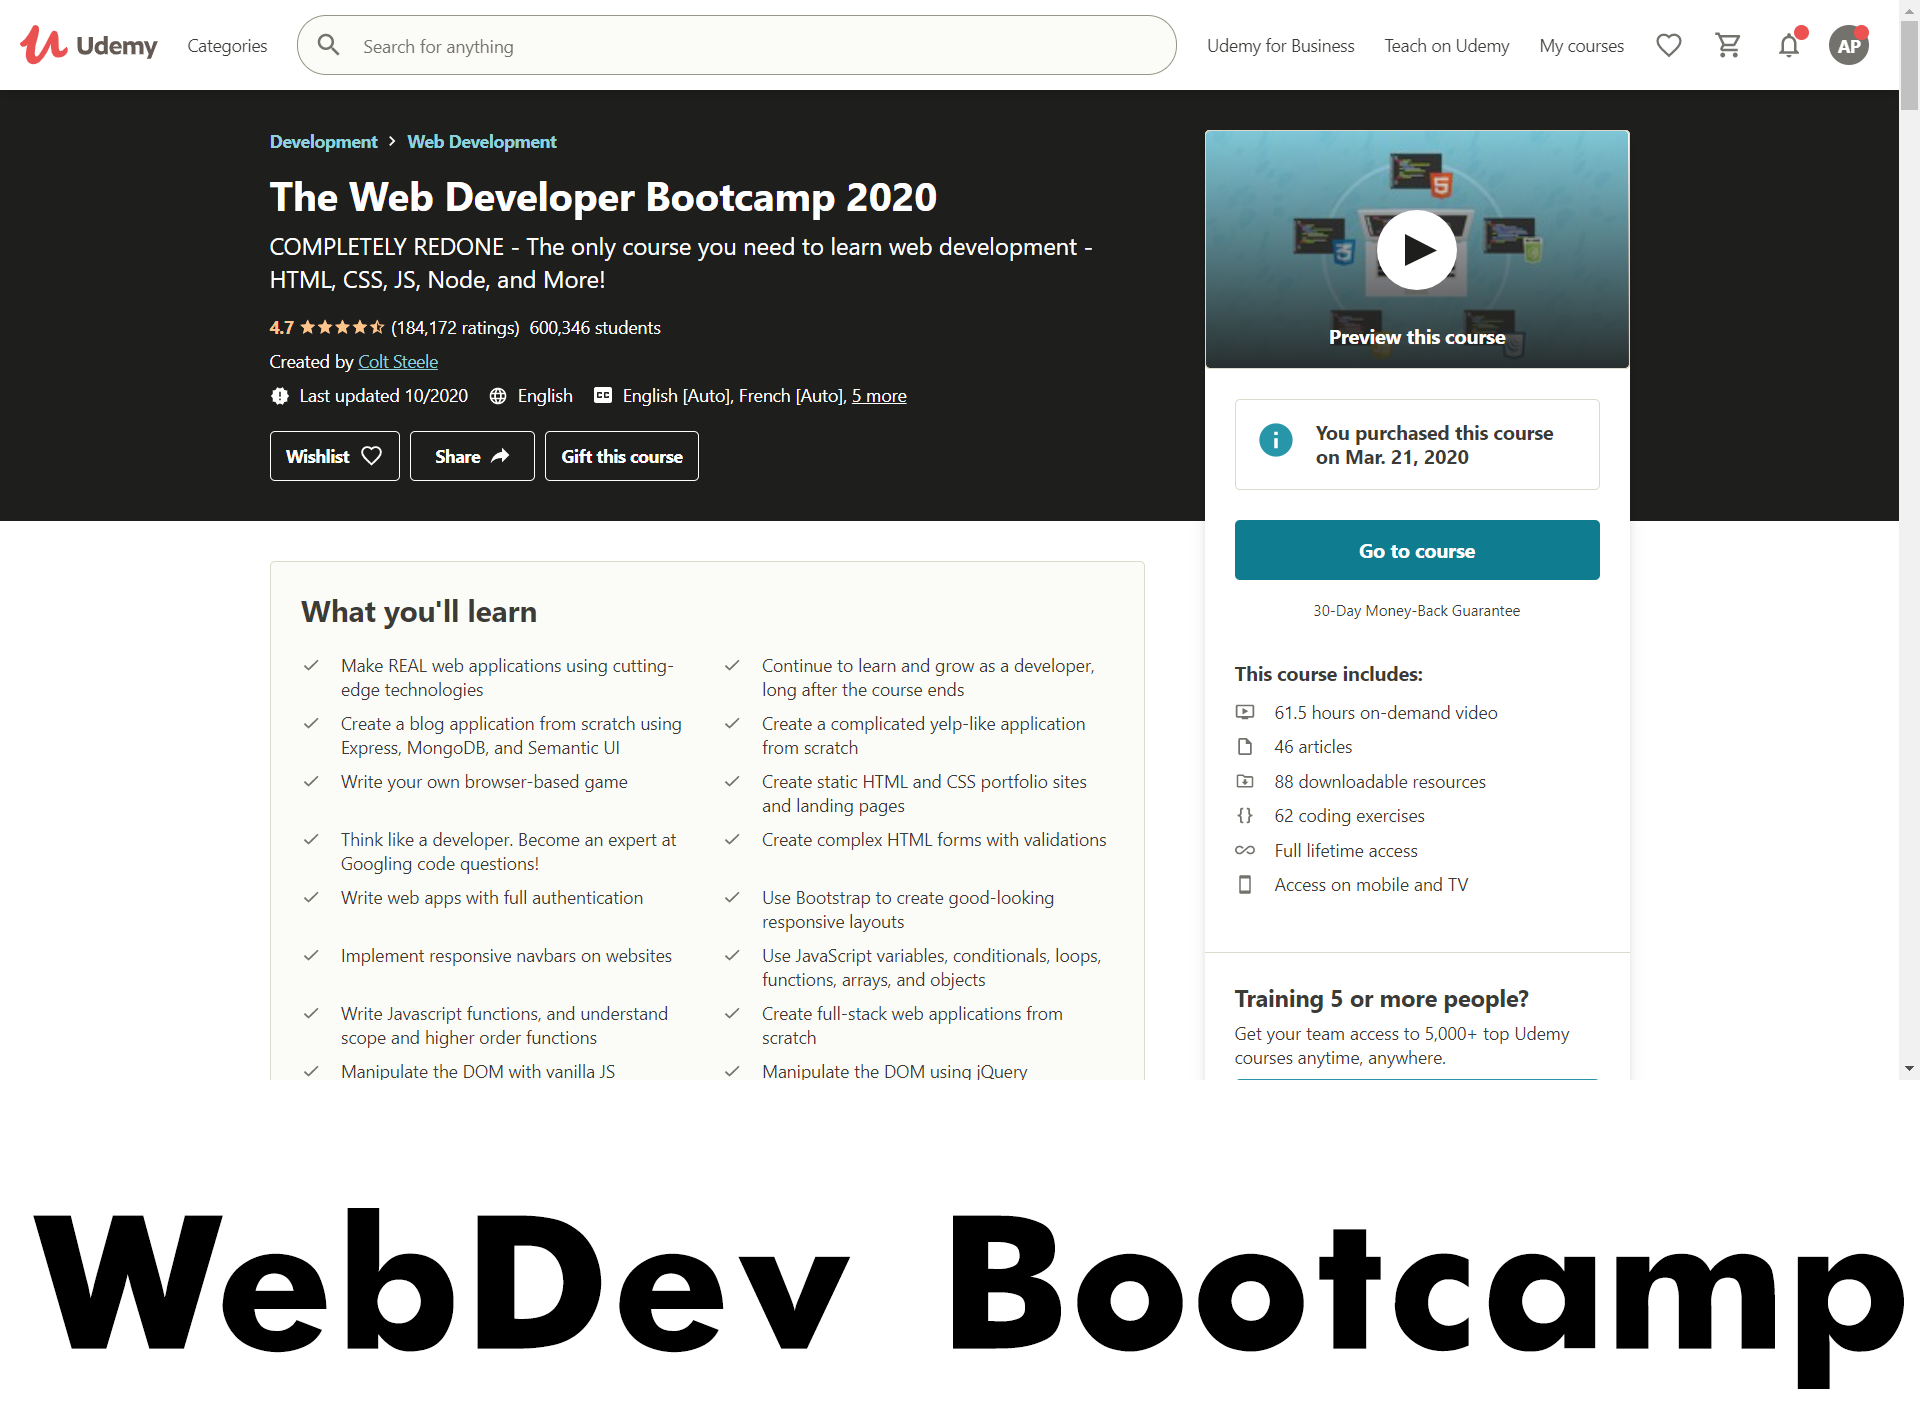 Udemy
Categories
Search for anything
Udemy for Business
Teach on Udemy
My courses
AP
Development > Web Development
The Web Developer Bootcamp 2020
COMPLETELY REDONE - The only course you need to learn web development -
HTML, CSS, JS, Node, and More!
4.7 (184,172 ratings) 600,346 students
Created by Colt Steele
Last updated 10/2020 English CC English [Auto], French [Auto], 5 more
Wishlist
Share
Gift this course
Preview this course
You purchased this course
on Mar. 21, 2020
Go to course
30-Day Money-Back Guarantee
This course includes:
61.5 hours on-demand video
46 articles
88 downloadable resources
62 coding exercises
Full lifetime access
Access on mobile and TV
Training 5 or more people?
Get your team access to 5,000+ top Udemy
courses anytime, anywhere.
What you'll learn
Make REAL web applications using cutting-
edge technologies
Continue to learn and grow as a developer,
long after the course ends
Create a blog application from scratch using
Express, MongoDB, and Semantic UI
Create a complicated yelp-like application
from scratch
Write your own browser-based game
Create static HTML and CSS portfolio sites
and landing pages
Think like a developer. Become an expert at
Googling code questions!
Create complex HTML forms with validations
Write web apps with full authentication
Use Bootstrap to create good-looking
responsive layouts
Implement responsive navbars on websites
Use JavaScript variables, conditionals, loops,
functions, arrays, and objects
Write Javascript functions, and understand
scope and higher order functions
Create full-stack web applications from
scratch
Manipulate the DOM with vanilla JS
Manipulate the DOM using jQuery
WebDev Bootcamp